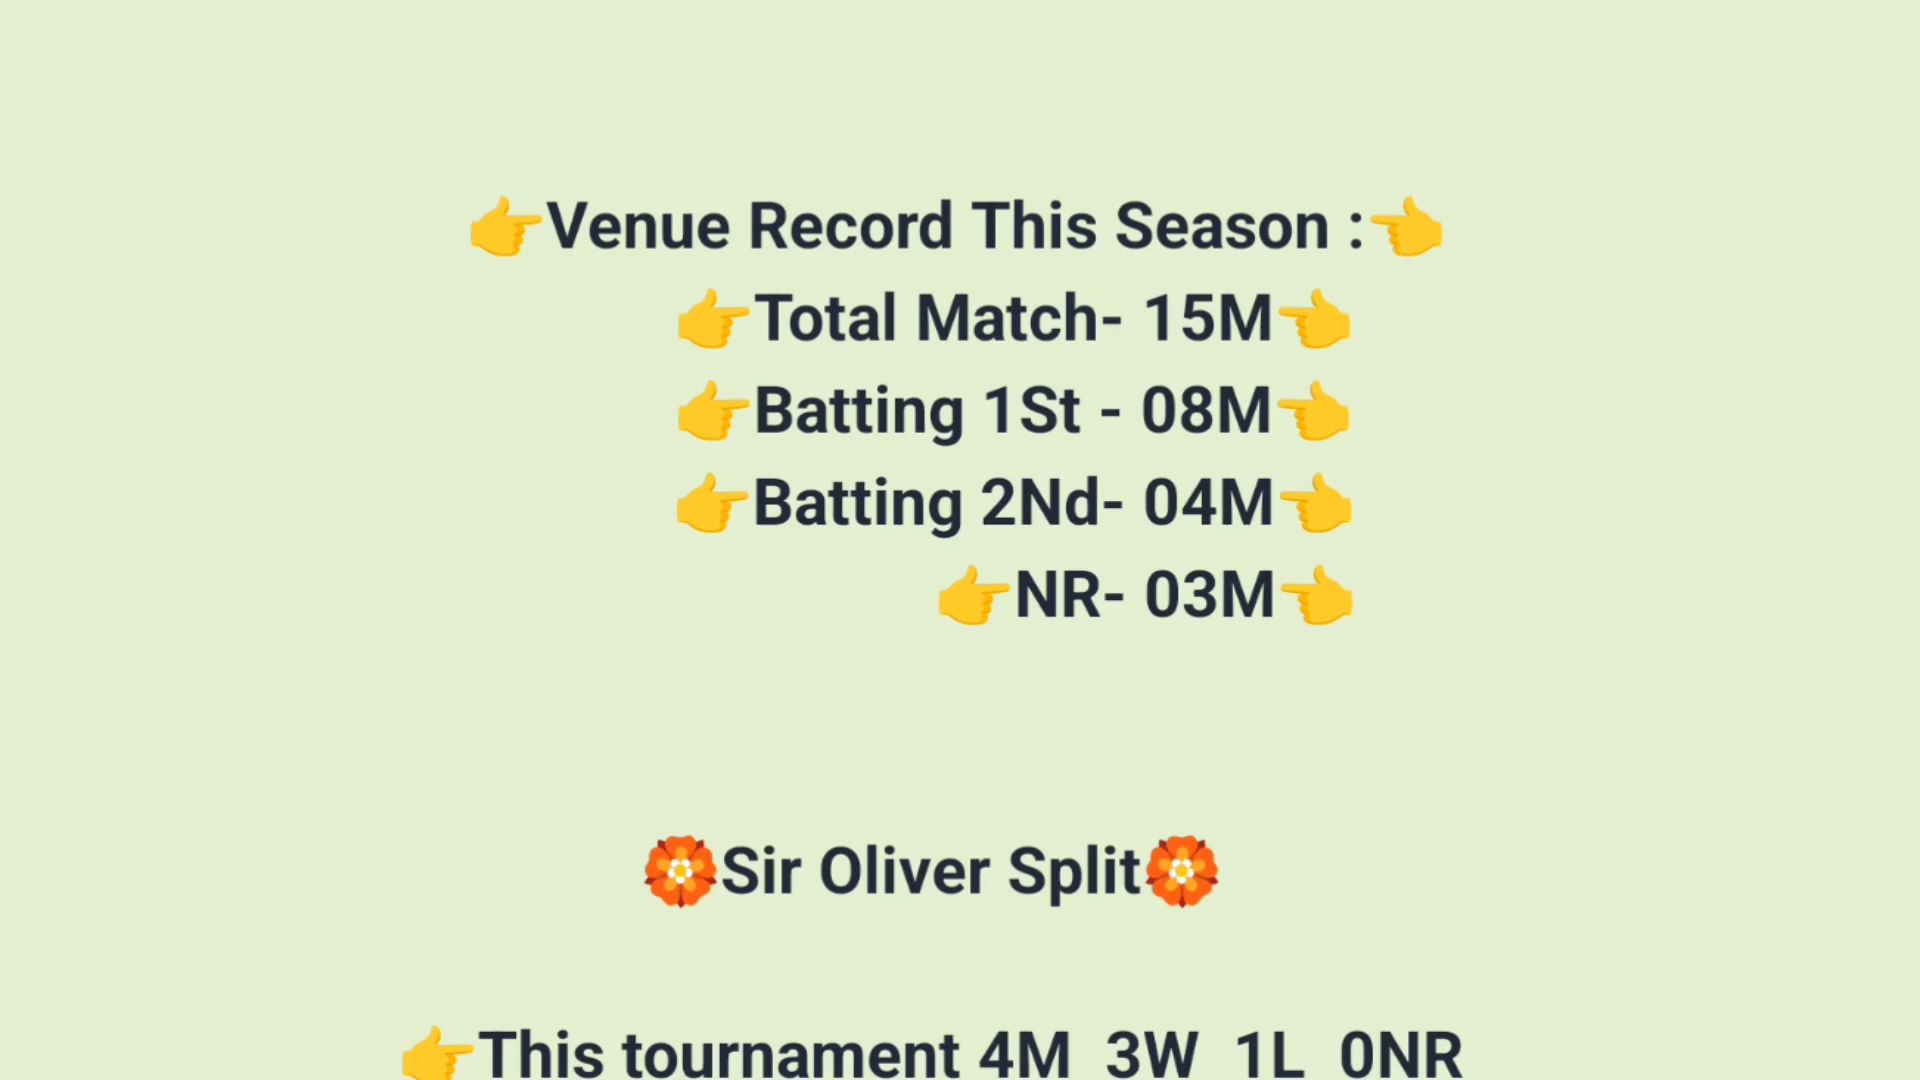 👉Venue Record This Season :👈
👉Total Match- 15M👈
👉Batting 1St - 08M👈
👉Batting 2Nd- 04M👈
👉NR- 03M👈
🏵️Sir Oliver Split🏵️
👉This tournament 4M 3W 1L 0NR